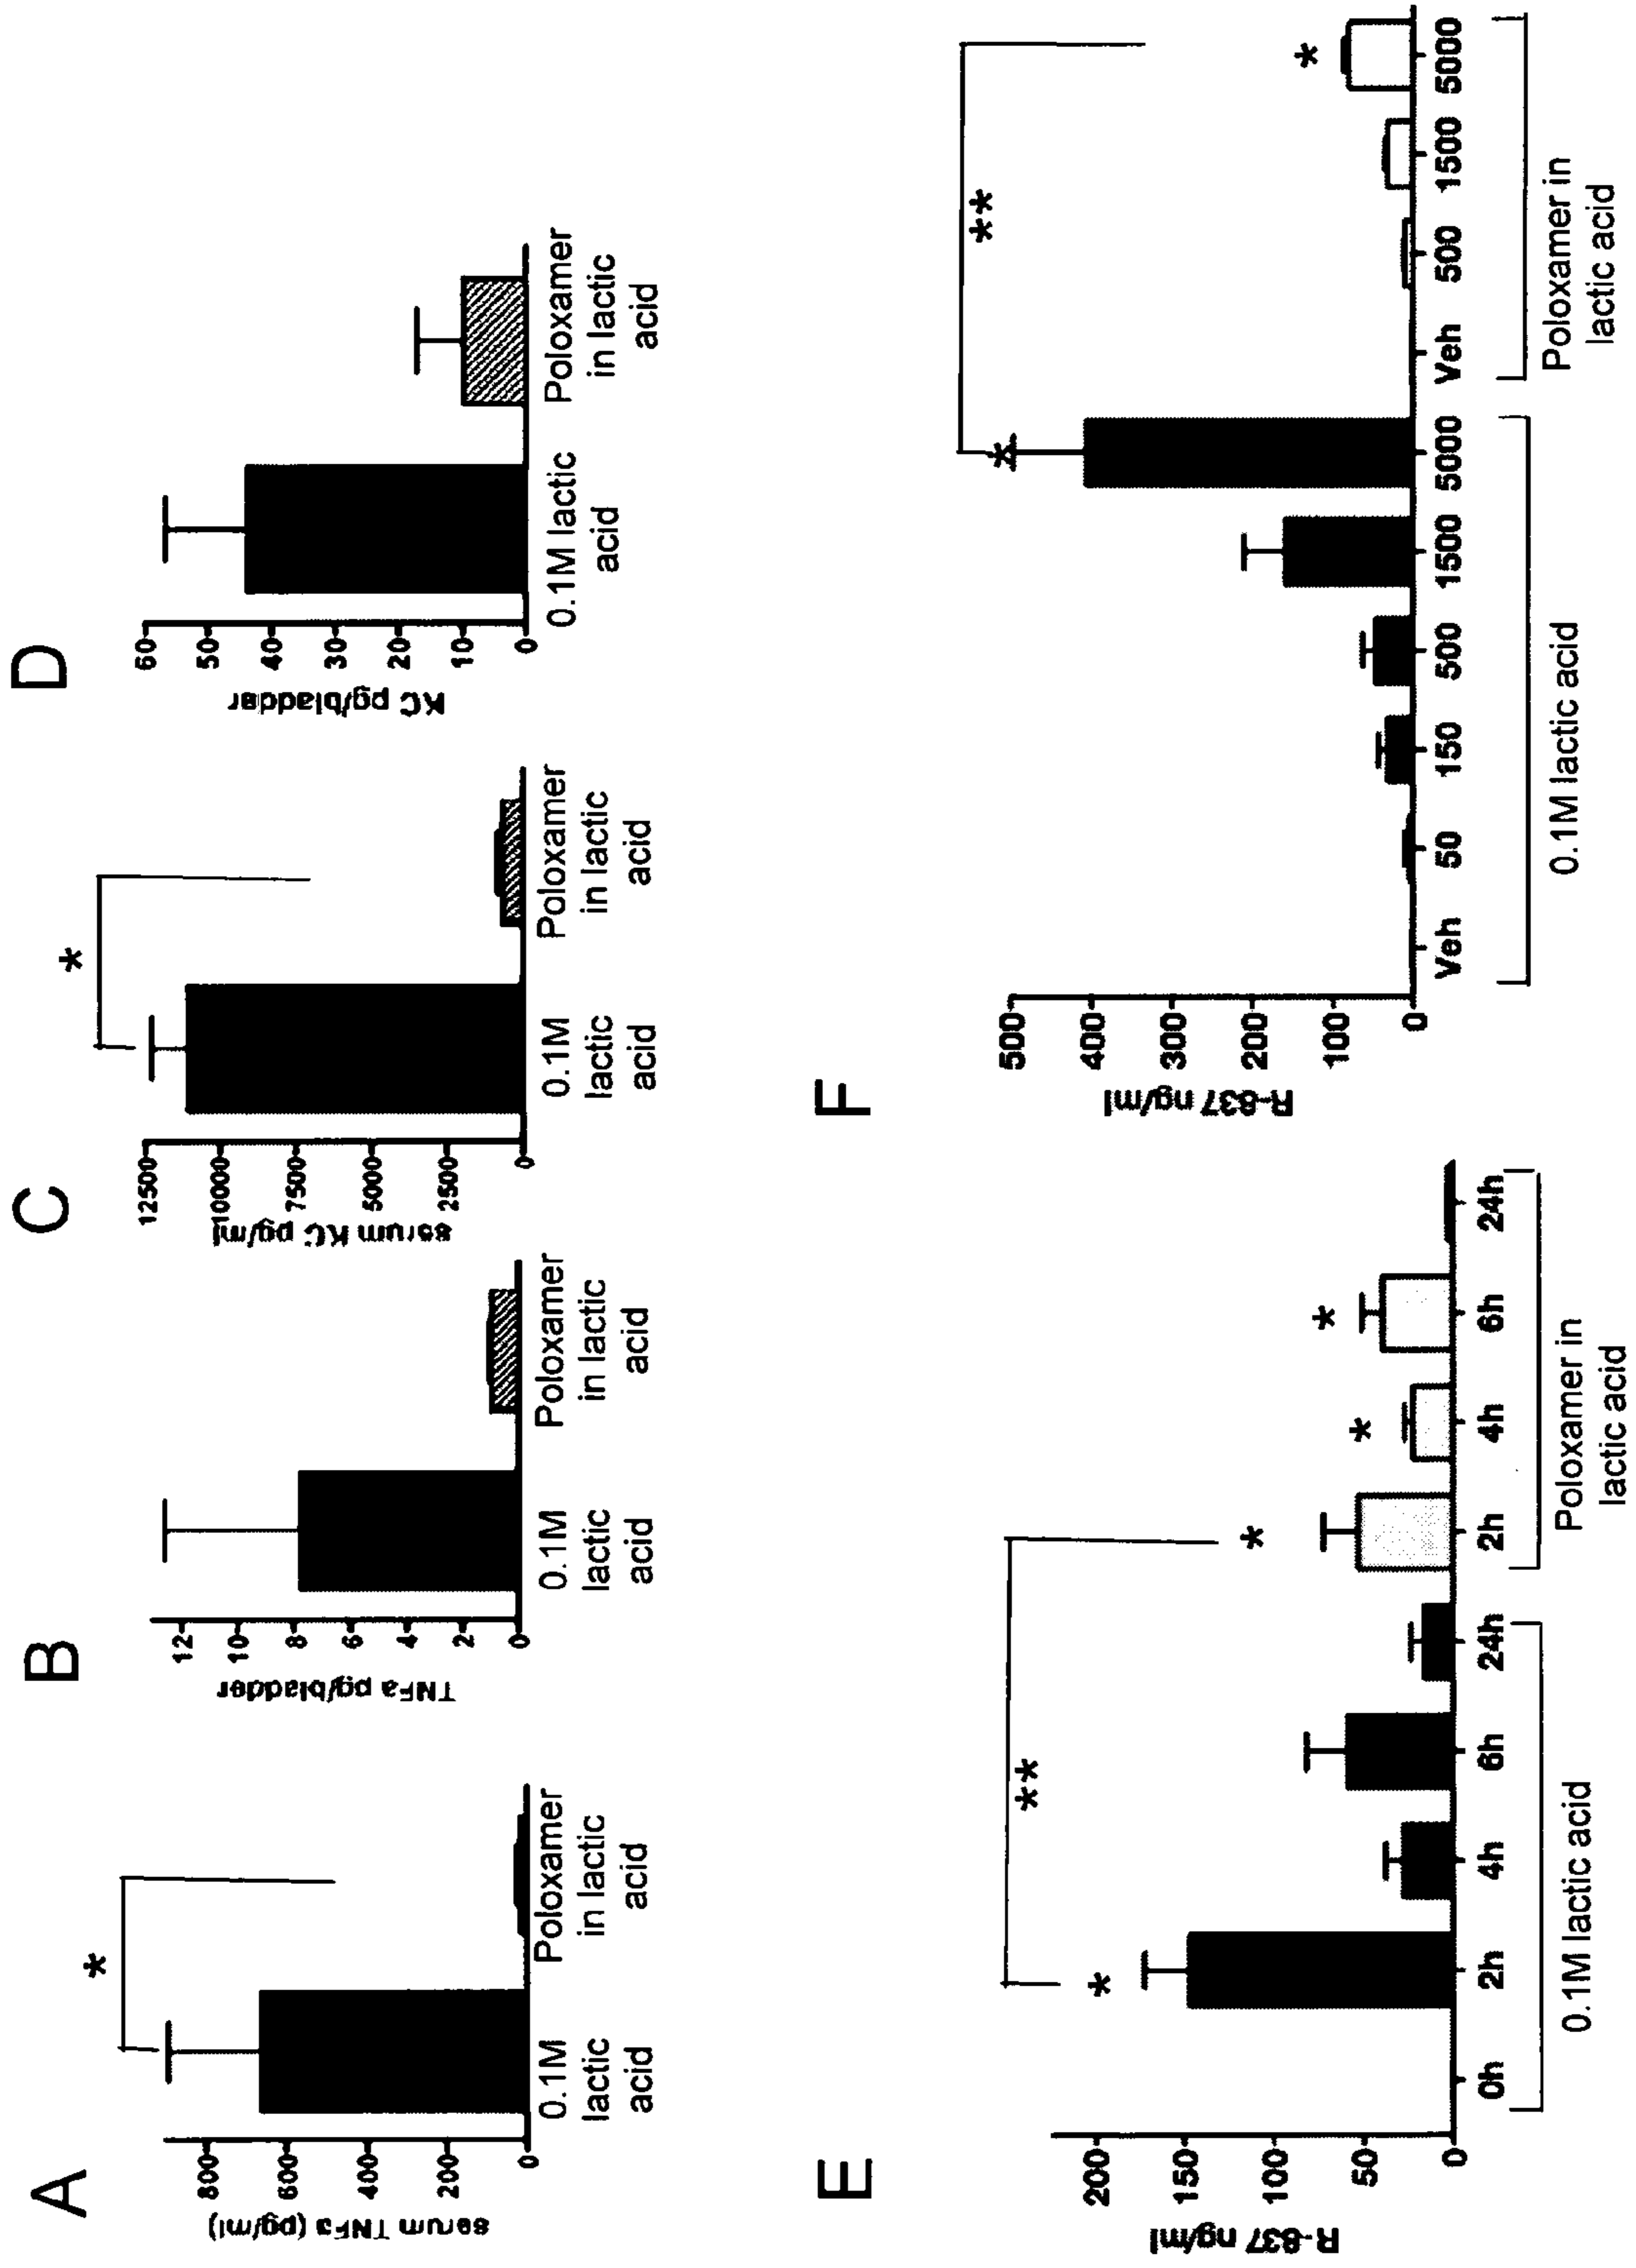 A
serum TNFa (pg/ml)
800
600
400
200
0
*
0.1M
lactic
acid
Poloxamer
in lactic
acid
B
TNFa pg/bladder
12
10
8
6
4
2
0
0.1M
lactic
acid
Poloxamer
in lactic
acid
C
serum KC pg/ml
12500
10000
7500
5000
2500
0
*
0.1M
lactic
acid
Poloxamer
in lactic
acid
D
KC pg/bladder
60
50
40
30
20
10
0
0.1M lactic
acid
Poloxamer
in lactic
acid
E
R-837 ng/ml
200
150
100
50
0
**
* * * *
0h 2h 4h 6h 24h 2h 4h 6h 24h
0.1M lactic acid
Poloxamer in
lactic acid
F
R-837 ng/ml
500
400
300
200
100
0
**
* *
Veh 50 150 500 1500 5000 Veh 500 1500 5000
0.1M lactic acid
Poloxamer in
lactic acid